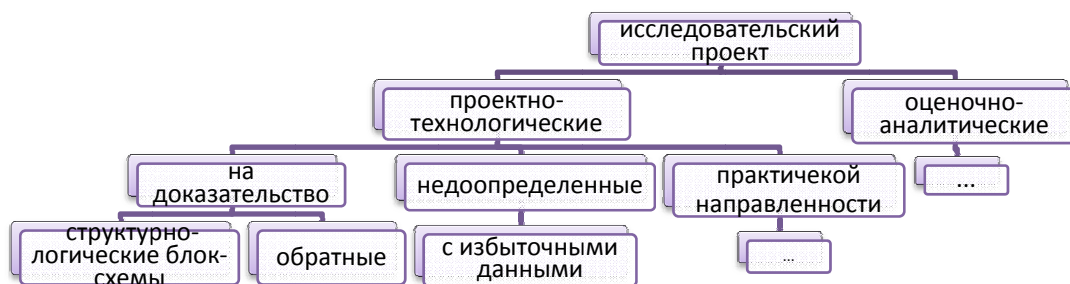 исследовательский
проект
проектно-
технологические
оценочно-
аналитические
на
доказательство
недоопределенные
практичекой
направленности
...
структурно-
логические блок-
схемы
обратные
с избыточными
данными
...